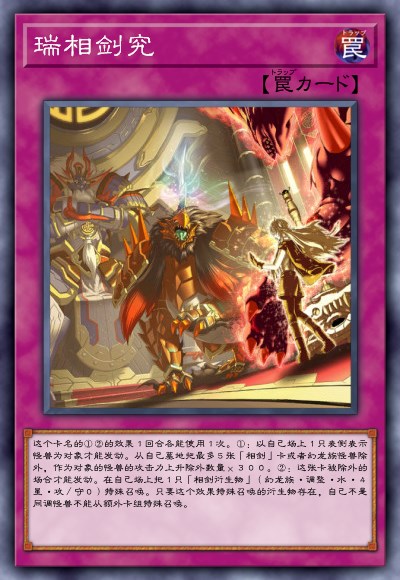 瑞相剑究
トラップ
罠
トラップ
【罠カード】
这个卡名的①②的效果1回合各能使用1次。①：以自己场上1只表侧表示
怪兽为对象才能发动。从自己墓地把最多5张「相剑」卡或者幻龙族怪兽除
外，作为对象的怪兽的攻击力上升除外数量×300。②：这张卡被除外的
场合才能发动。在自己场上把1只「相剑衍生物」（幻龙族·调整·水·4
星·攻／守0）特殊召唤。只要这个效果特殊召唤的衍生物存在，自己不是
同调怪兽不能从额外卡组特殊召唤。